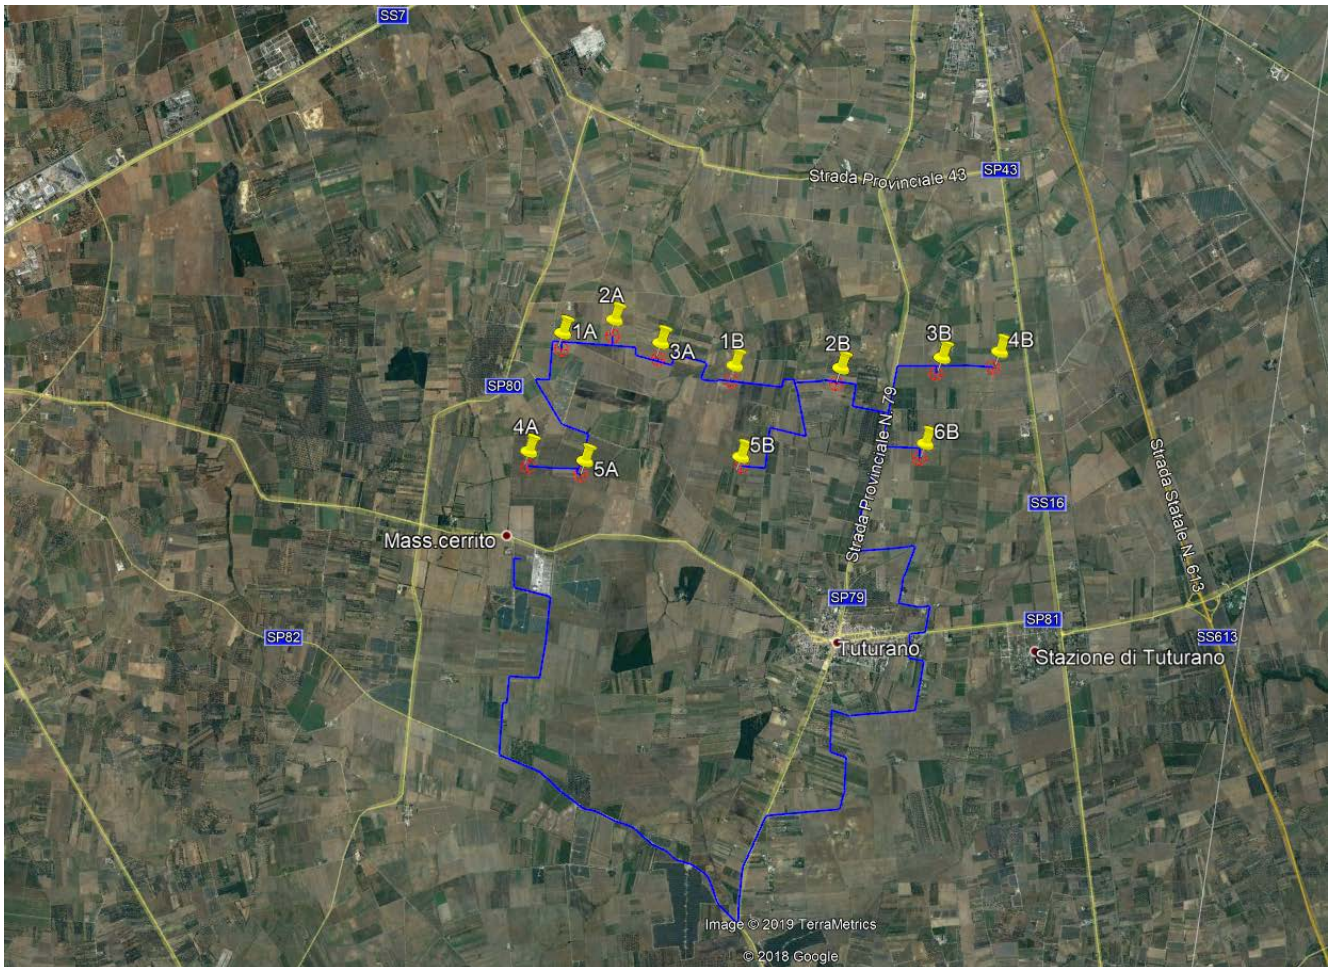 SS7
Strada Provinciale 43
SP43
2A
1A
3A
1B
2B
3B
4B
SP80
4A
5A
5B
6B
Strada Provinciale N. 79
Strada Statale N. 613
SS16
Mass.cerrito
SP79
SP81
SP82
SS613
Tuturano
Stazione di Tuturano
Image © 2019 TerraMetrics
© 2018 Google